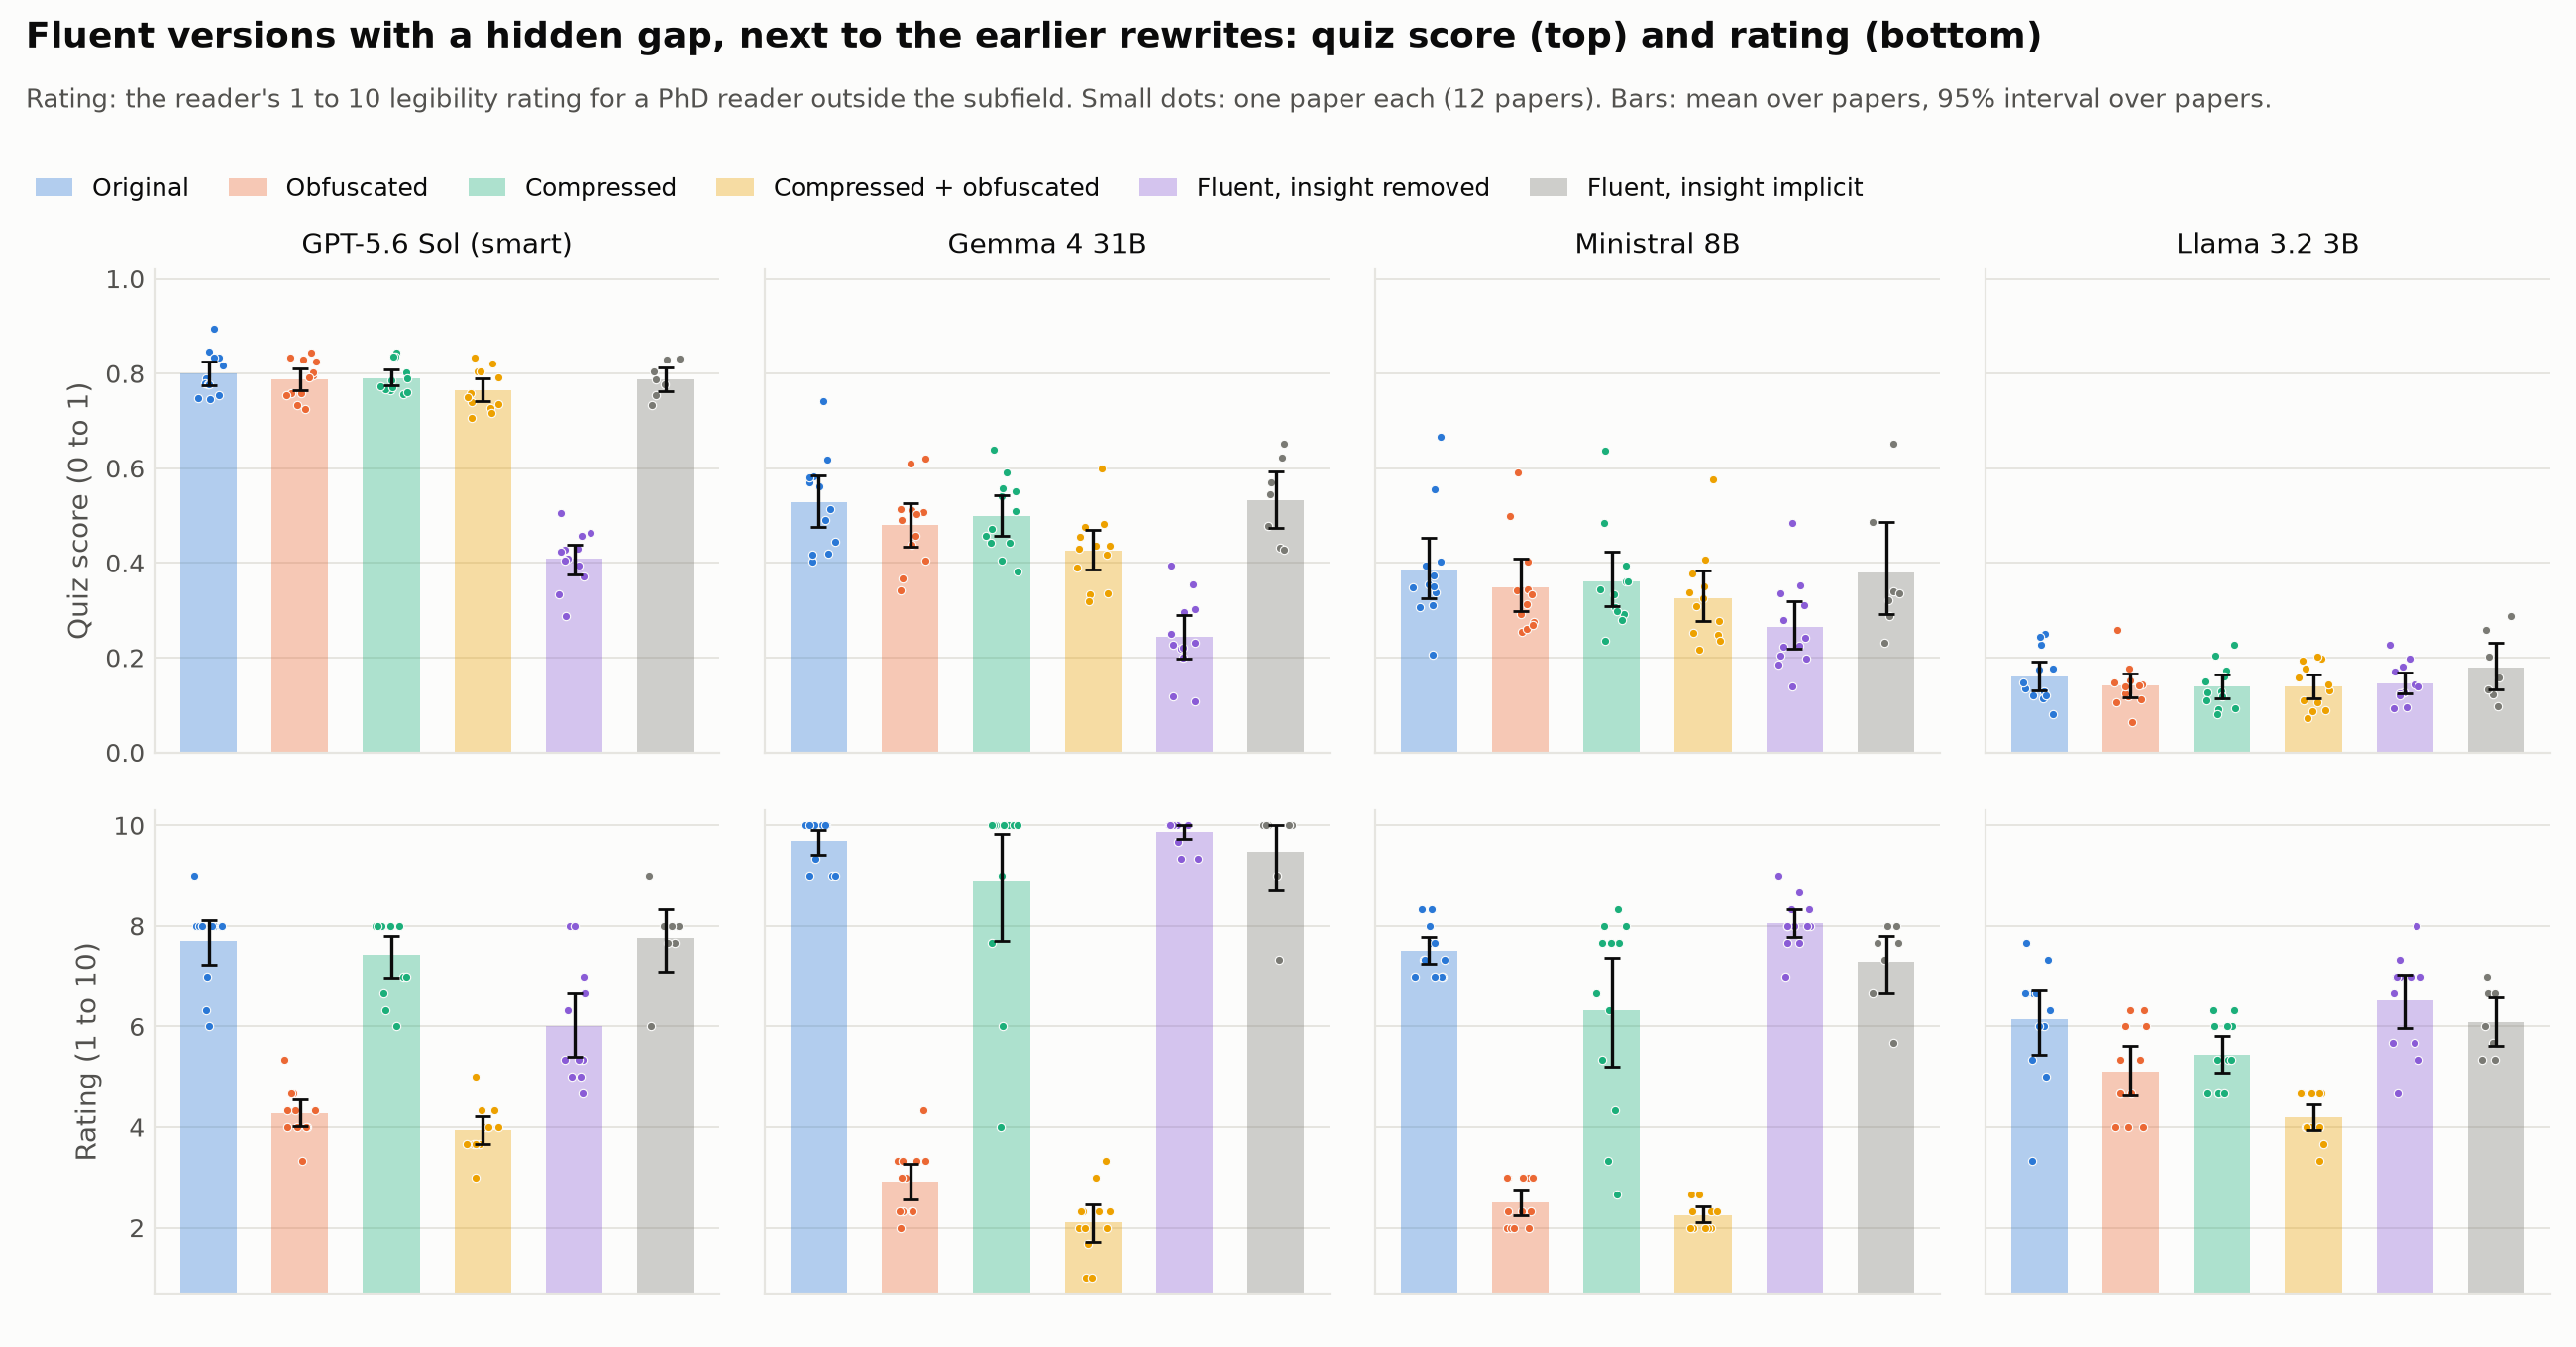 Fluent versions with a hidden gap, next to the earlier rewrites: quiz score (top) and rating (bottom)
Rating: the reader's 1 to 10 legibility rating for a PhD reader outside the subfield. Small dots: one paper each (12 papers). Bars: mean over papers, 95% interval over papers.
Original Obfuscated Compressed Compressed + obfuscated Fluent, insight removed Fluent, insight implicit
GPT-5.6 Sol (smart) Gemma 4 31B Ministral 8B Llama 3.2 3B
Quiz score (0 to 1)
1.0
0.8
0.6
0.4
0.2
0.0
Rating (1 to 10)
10
8
6
4
2